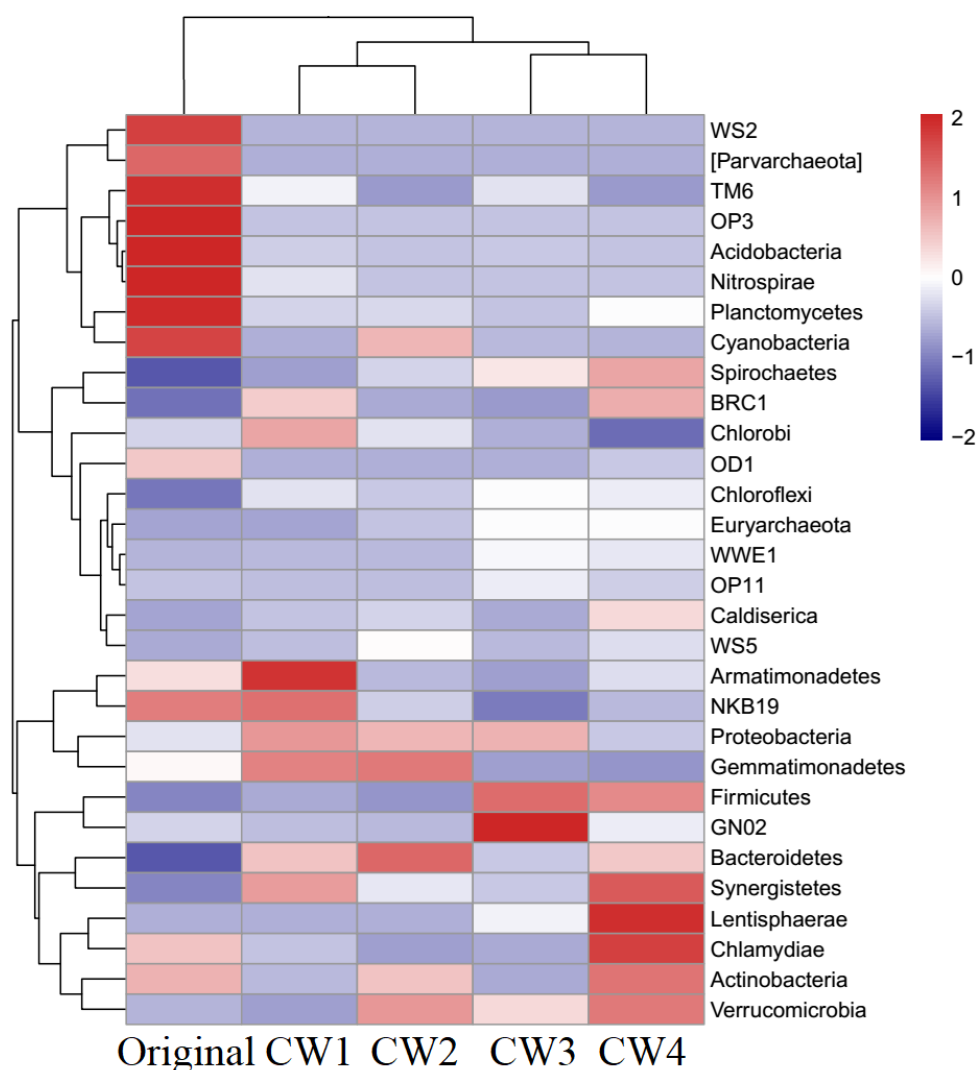 WS2
[Parvarchaeota]
TM6
OP3
Acidobacteria
Nitrospirae
Planctomycetes
Cyanobacteria
Spirochaetes
BRC1
Chlorobi
OD1
Chloroflexi
Euryarchaeota
WWE1
OP11
Caldiserica
WS5
Armatimonadetes
NKB19
Proteobacteria
Gemmatimonadetes
Firmicutes
GN02
Bacteroidetes
Synergistetes
Lentisphaerae
Chlamydiae
Actinobacteria
Verrucomicrobia
2
1
0
−1
−2
Original CW1 CW2 CW3 CW4